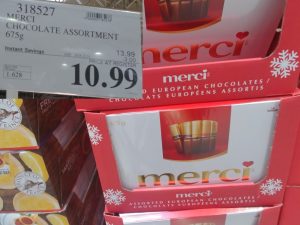 318527
MERCI
CHOCOLATE ASSORTMENT
675g
Instant Savings
13.99
10.99
1.628
merci
merci
ASSORTED EUROPEAN CHOCOLATES /
CHOCOLATS EUROPÉENS ASSORTIS
merci
merci
ASSORTED EUROPEAN CHOCOLATES /
CHOCOLATS EUROPÉENS ASSORTIS